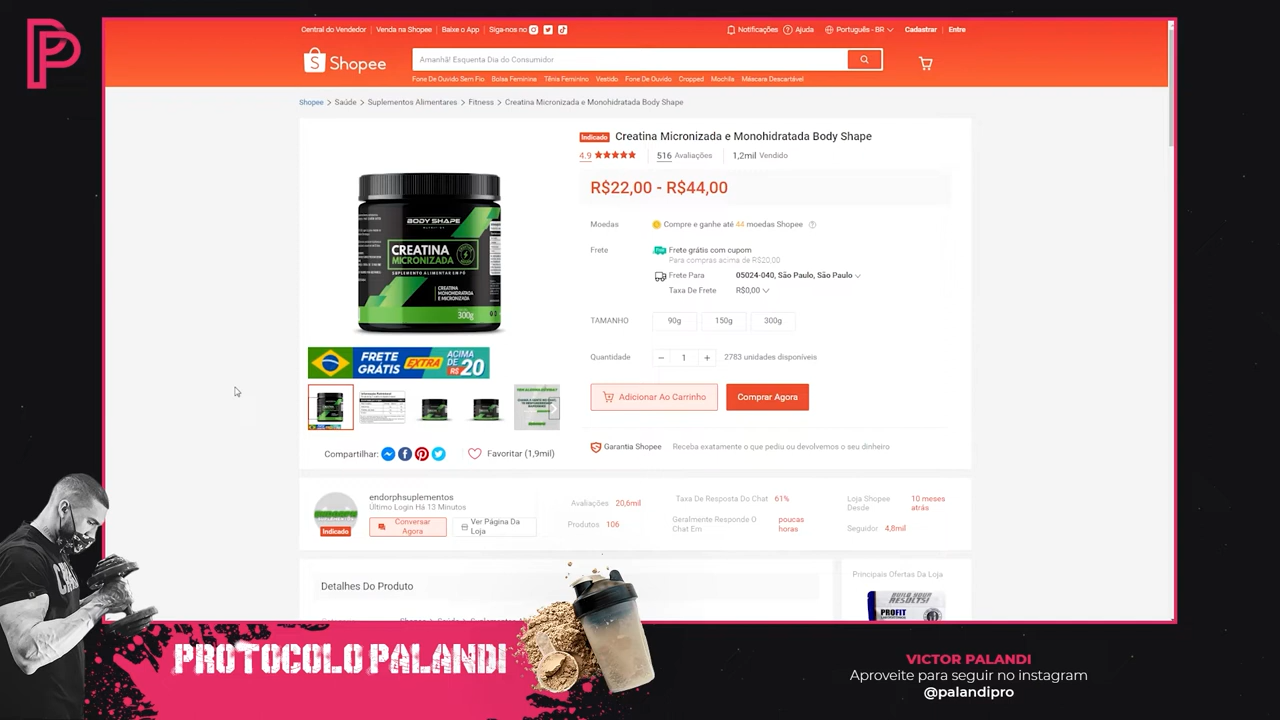 Central do Vendedor
Venda na Shopee
Baixe o App
Siga-nos no
Notificações
Ajuda
Português - BR
Cadastrar
Entre
Shopee
Amanhã! Esquenta Dia do Consumidor
Fone De Ouvido Sem Fio
Bolsa Feminina
Tênis Feminino
Vestido
Fone De Ouvido
Cropped
Mochila
Máscara Descartável
Shopee > Saúde > Suplementos Alimentares > Fitness > Creatina Micronizada e Monohidratada Body Shape
Indicado Creatina Micronizada e Monohidratada Body Shape
4.9
516 Avaliações
1,2mil Vendido
R$22,00 - R$44,00
Moedas
Compre e ganhe até 44 moedas Shopee
Frete
Frete grátis com cupom
Para compras acima de R$20,00
Frete Para
05024-040, São Paulo, São Paulo
Taxa De Frete
R$0,00
TAMANHO
90g
150g
300g
Quantidade
1
2783 unidades disponíveis
Adicionar Ao Carrinho
Comprar Agora
Garantia Shopee
Receba exatamente o que pediu ou devolvemos o seu dinheiro
BODY SHAPE
CREATINA
MICRONIZADA
SUPLEMENTO ALIMENTAR EM PÓ
CREATINA
MONOHIDRATADA
E MICRONIZADA
300g
FRETE
GRÁTIS
EXTRA
ACIMA
DE R$20
Compartilhar:
Favoritar (1,9mil)
endorphsuplementos
Último Login Há 13 Minutos
Indicado
Conversar
Agora
Ver Página Da
Loja
Avaliações 20,6mil
Produtos 106
Taxa De Resposta Do Chat 61%
Geralmente Responde O
Chat Em
poucas
horas
Loja Shopee
Desde
10 meses
atrás
Seguidor 4,8mil
Detalhes Do Produto
Principais Ofertas Da Loja
BUILD YOUR
RESULTS!
PROFIT
PROTOCOLO PALANDI
VICTOR PALANDI
Aproveite para seguir no instagram
@palandipro